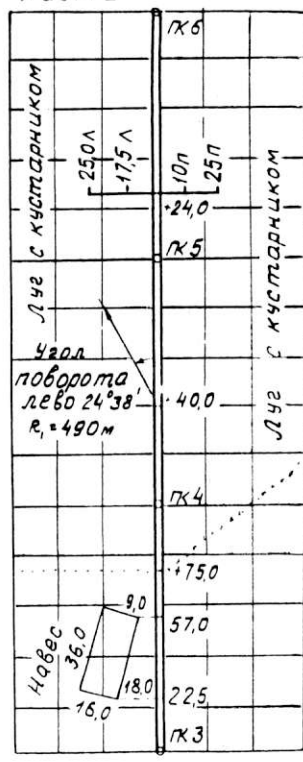 ПК6
Луг с кустарником
25,0л
17,5л
10п
25п
+24,0
ПК5
Луг с кустарником
Угол
поворота
лево 24°38'
R₁=490м
+40,0
ПК4
+75,0
Навес
9,0
57,0
36,0
18,0
16,0
22,5
ПК3